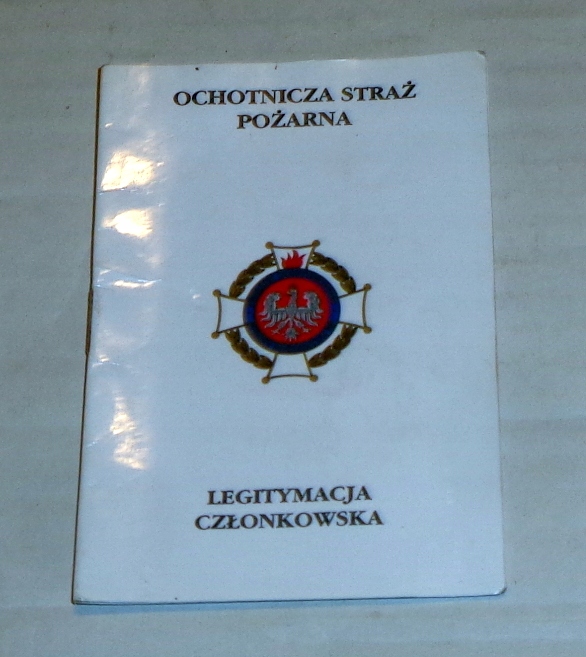 OCHOTNICZA STRAŻ
POŻARNA
LEGITYMACJA
CZŁONKOWSKA